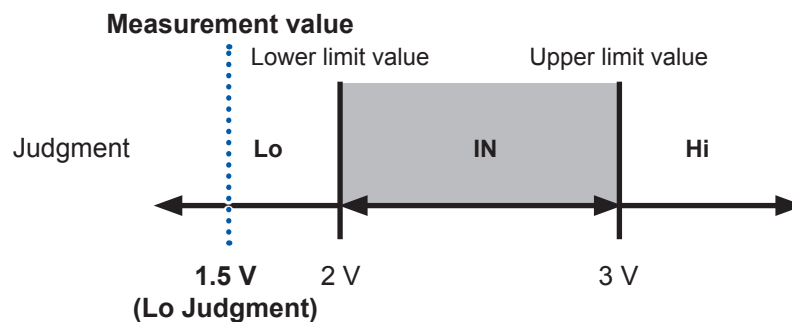 Measurement value
Lower limit value
Upper limit value
Judgment
Lo
IN
Hi
1.5 V
2 V
3 V
(Lo Judgment)